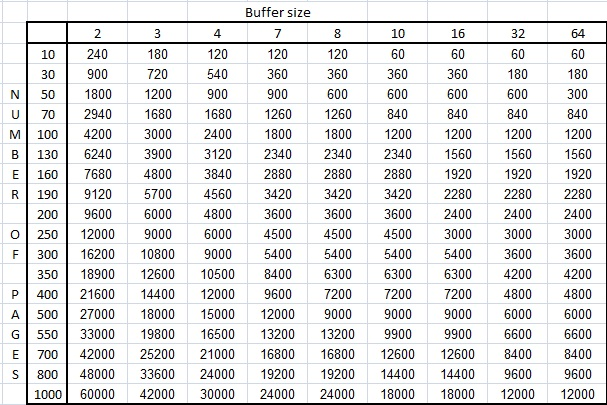 Buffer size
2 3 4 7 8 10 16 32 64
10 240 180 120 120 120 60 60 60 60
30 900 720 540 360 360 360 360 180 180
N 50 1800 1200 900 900 600 600 600 600 300
U 70 2940 1680 1680 1260 1260 840 840 840 840
M 100 4200 3000 2400 1800 1800 1200 1200 1200 1200
B 130 6240 3900 3120 2340 2340 2340 1560 1560 1560
E 160 7680 4800 3840 2880 2880 2880 1920 1920 1920
R 190 9120 5700 4560 3420 3420 3420 2280 2280 2280
200 9600 6000 4800 3600 3600 3600 2400 2400 2400
O 250 12000 9000 6000 4500 4500 4500 3000 3000 3000
F 300 16200 10800 9000 5400 5400 5400 5400 3600 3600
350 18900 12600 10500 8400 6300 6300 6300 4200 4200
P 400 21600 14400 12000 9600 7200 7200 7200 4800 4800
A 500 27000 18000 15000 12000 9000 9000 9000 6000 6000
G 550 33000 19800 16500 13200 13200 9900 9900 6600 6600
E 700 42000 25200 21000 16800 16800 12600 12600 8400 8400
S 800 48000 33600 24000 19200 19200 14400 14400 9600 9600
1000 60000 42000 30000 24000 24000 18000 18000 12000 12000